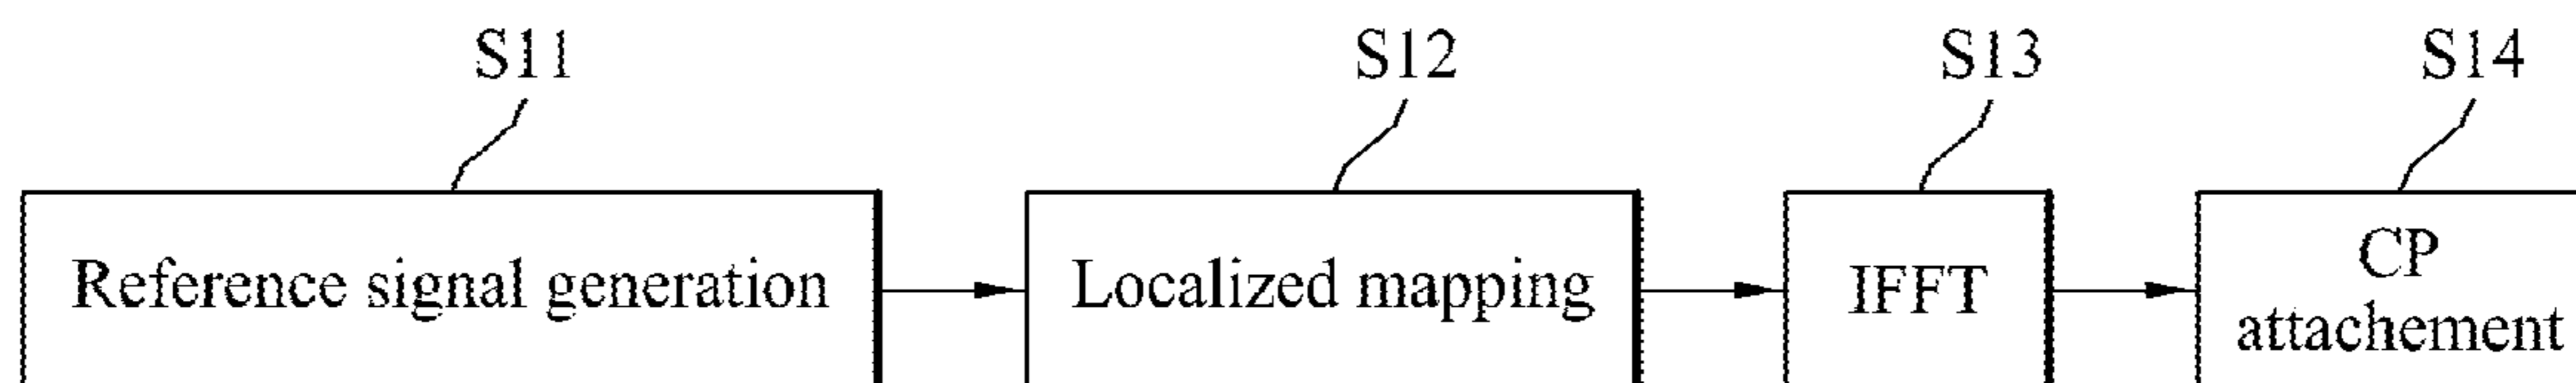 S11
S12
S13
S14
Reference signal generation
Localized mapping
IFFT
CP
attachement